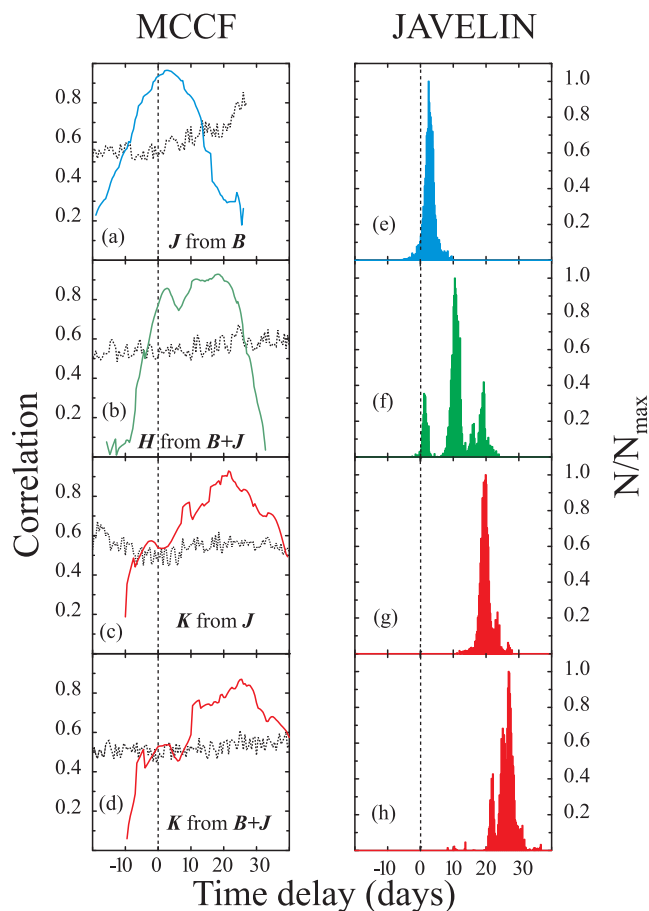 MCCF
JAVELIN
0.8
0.6
0.4
0.2
(a)
J from B
1.0
0.8
0.6
0.4
0.2
(e)
0.8
0.6
0.4
0.2
(b)
H from B+J
1.0
0.8
0.6
0.4
0.2
(f)
0.8
0.6
0.4
0.2
(c)
K from J
1.0
0.8
0.6
0.4
0.2
(g)
0.8
0.6
0.4
0.2
(d)
K from B+J
1.0
0.8
0.6
0.4
0.2
(h)
Correlation
N/Nmax
-10 0 10 20 30
-10 0 10 20 30
Time delay (days)